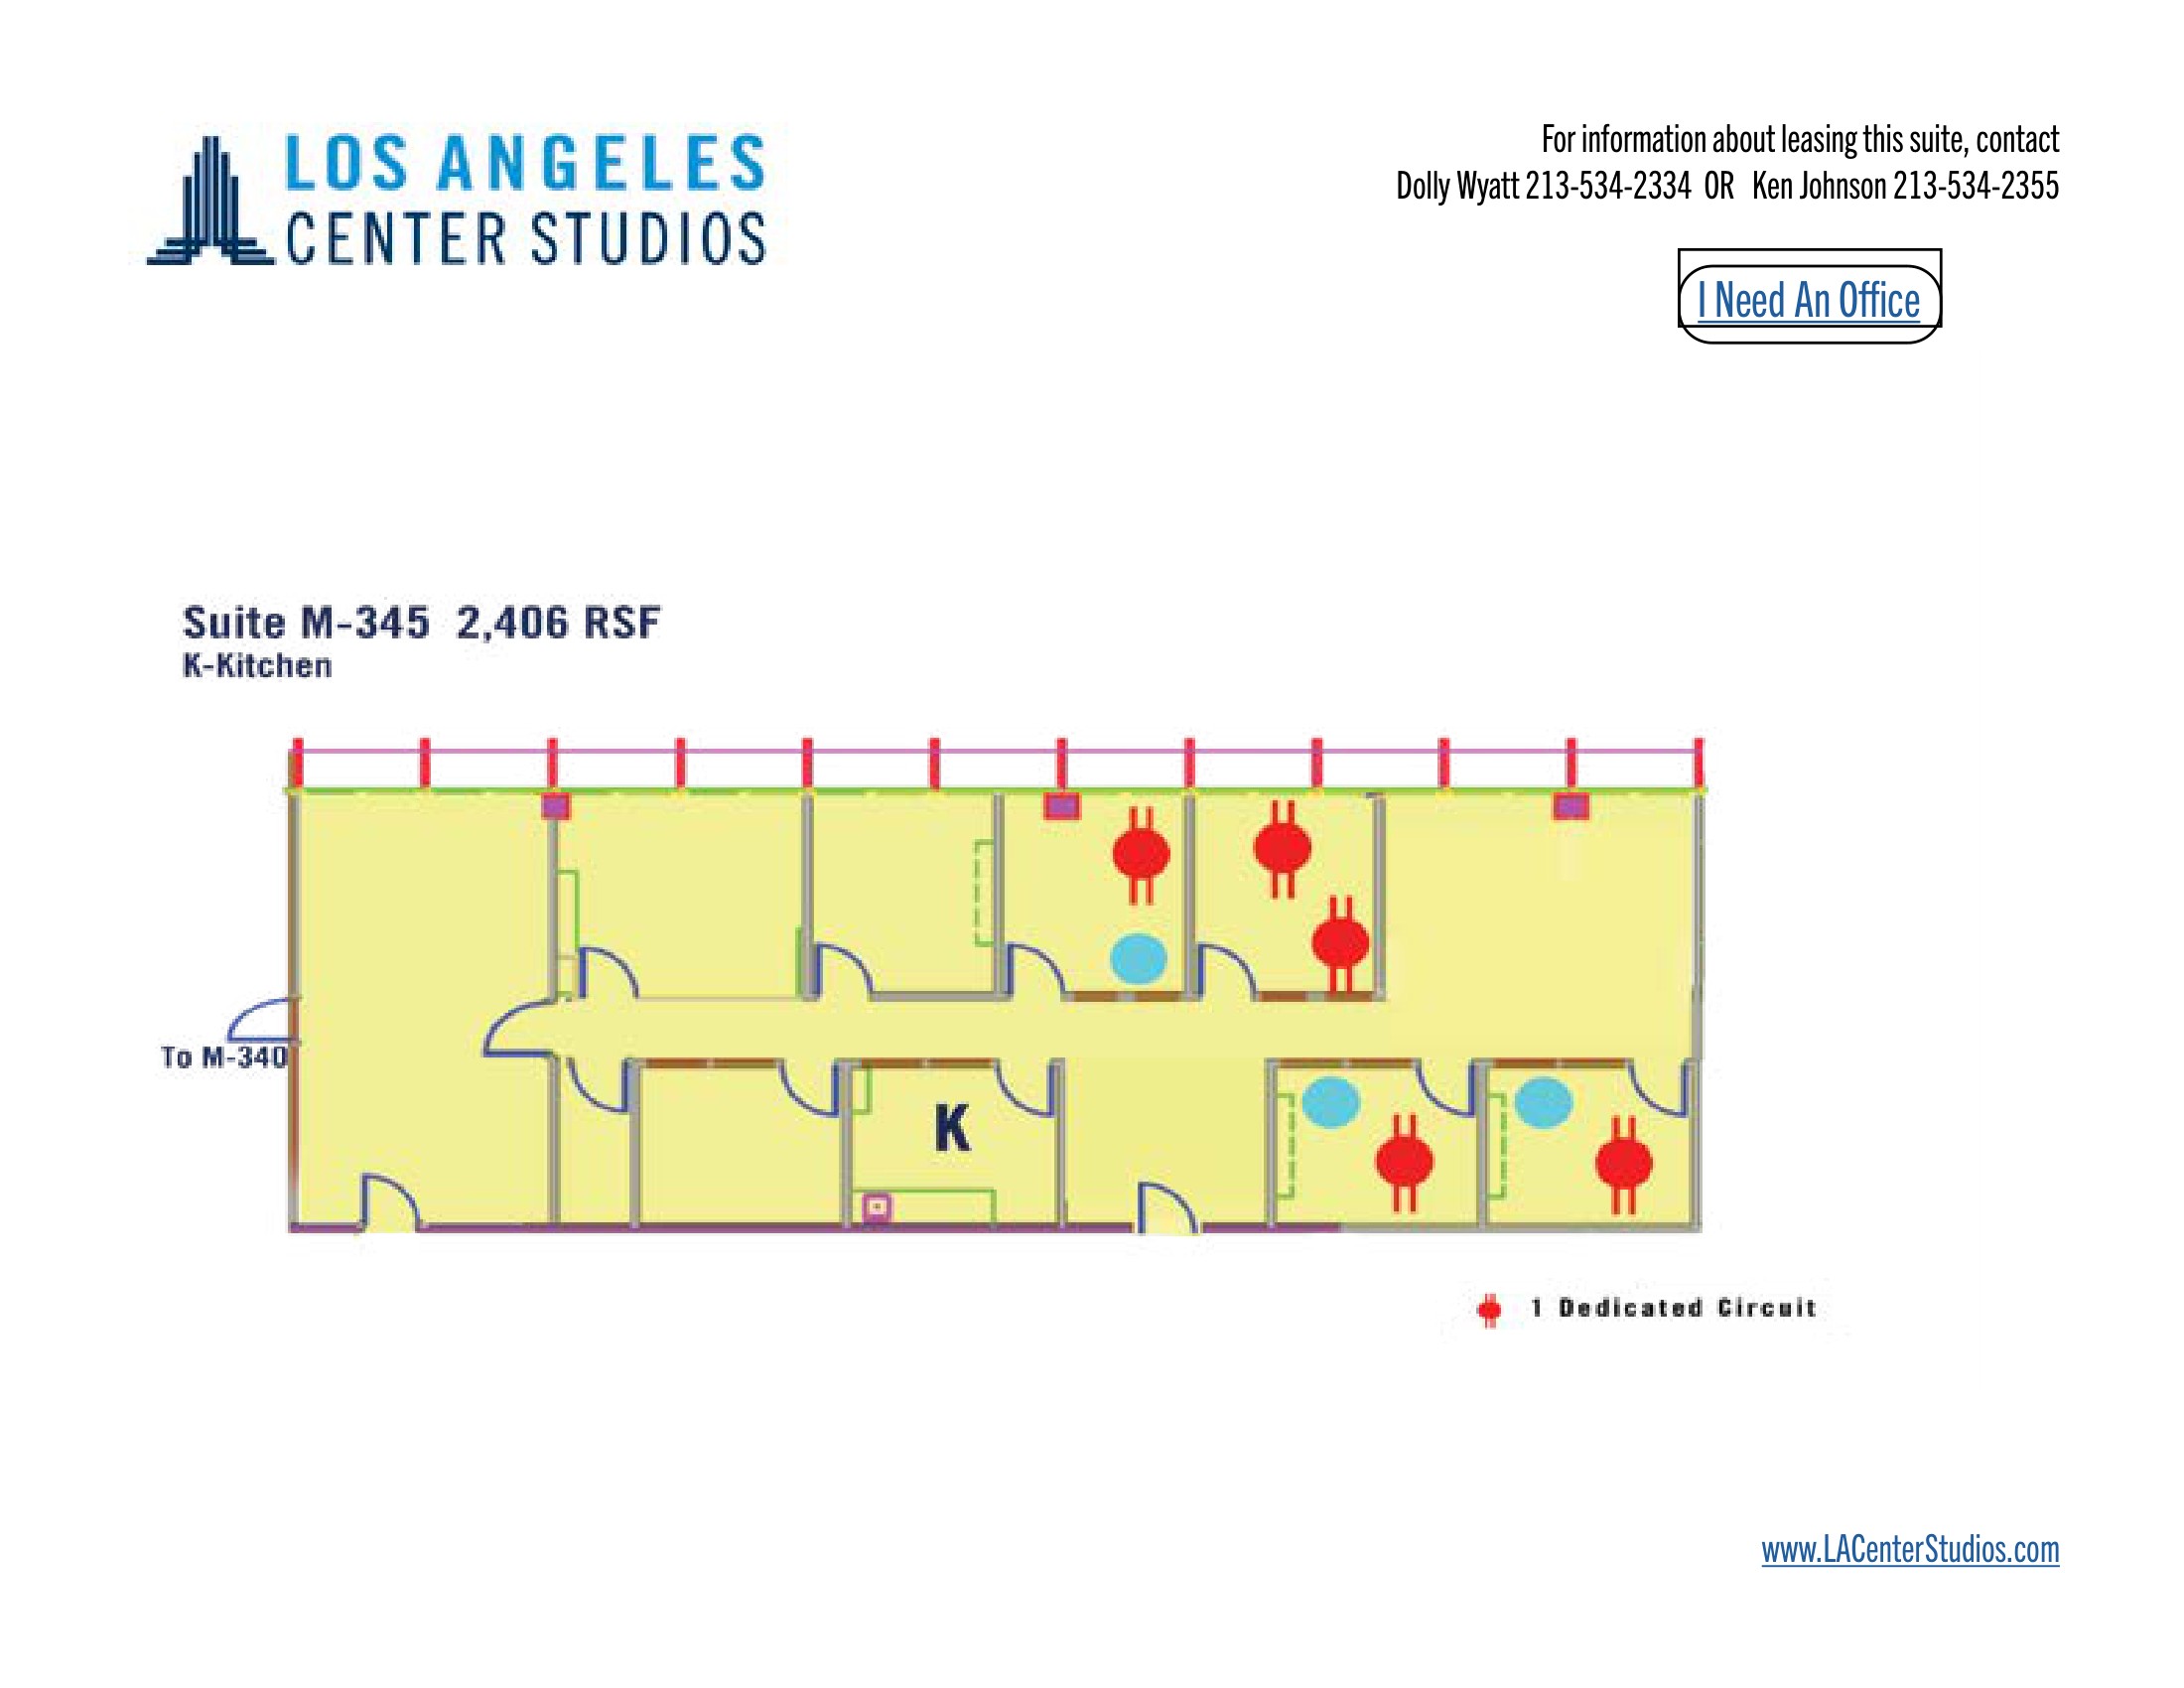 LOS ANGELES
CENTER STUDIOS
For information about leasing this suite, contact
Dolly Wyatt 213-534-2334 OR Ken Johnson 213-534-2355
I Need An Office
Suite M-345 2,406 RSF
K-Kitchen
To M-340
K
1 Dedicated Circuit
www.LACenterStudios.com